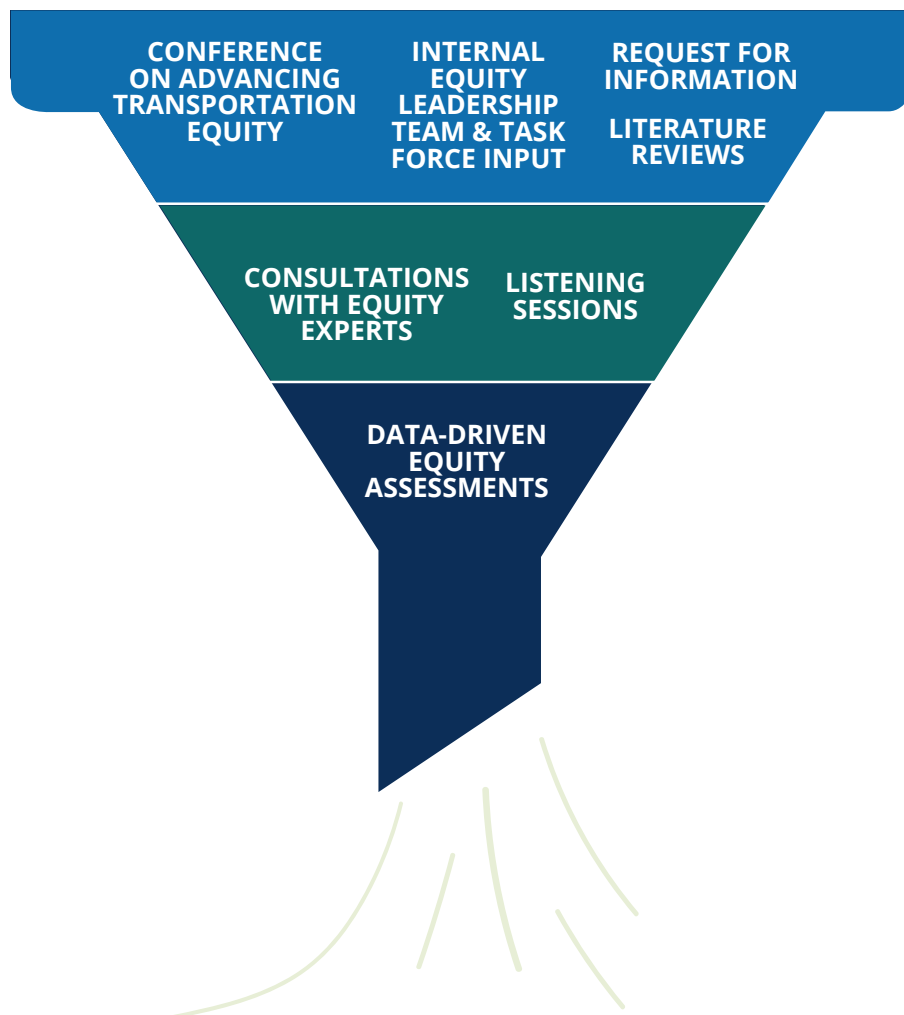 CONFERENCE
ON ADVANCING
TRANSPORTATION
EQUITY
INTERNAL
EQUITY
LEADERSHIP
TEAM & TASK
FORCE INPUT
REQUEST FOR
INFORMATION
LITERATURE
REVIEWS
CONSULTATIONS
WITH EQUITY
EXPERTS
LISTENING
SESSIONS
DATA-DRIVEN
EQUITY
ASSESSMENTS